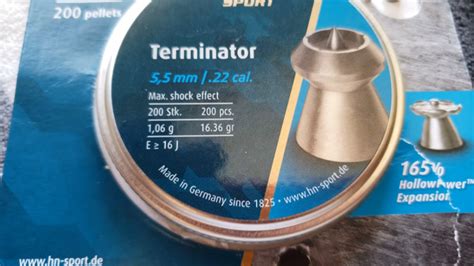 SPORT
200 pellets
Terminator
5,5 mm / .22 cal.
Max. shock effect
200 Stk. 200 pcs.
1,06 g 16.36 gr
E ≥ 16 J
Made in Germany since 1825 • www.hn-sport.de
165%
Expansion
www.hn-sport.de